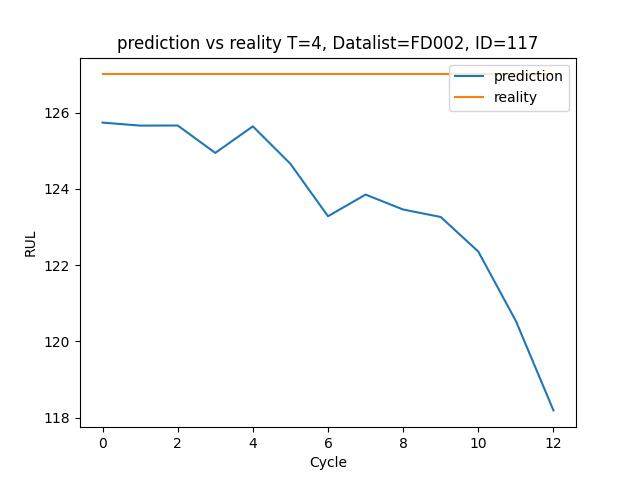 prediction vs reality T=4, Datalist=FD002, ID=117
prediction
reality
126
124
122
120
118
RUL
0 2 4 6 8 10 12
Cycle